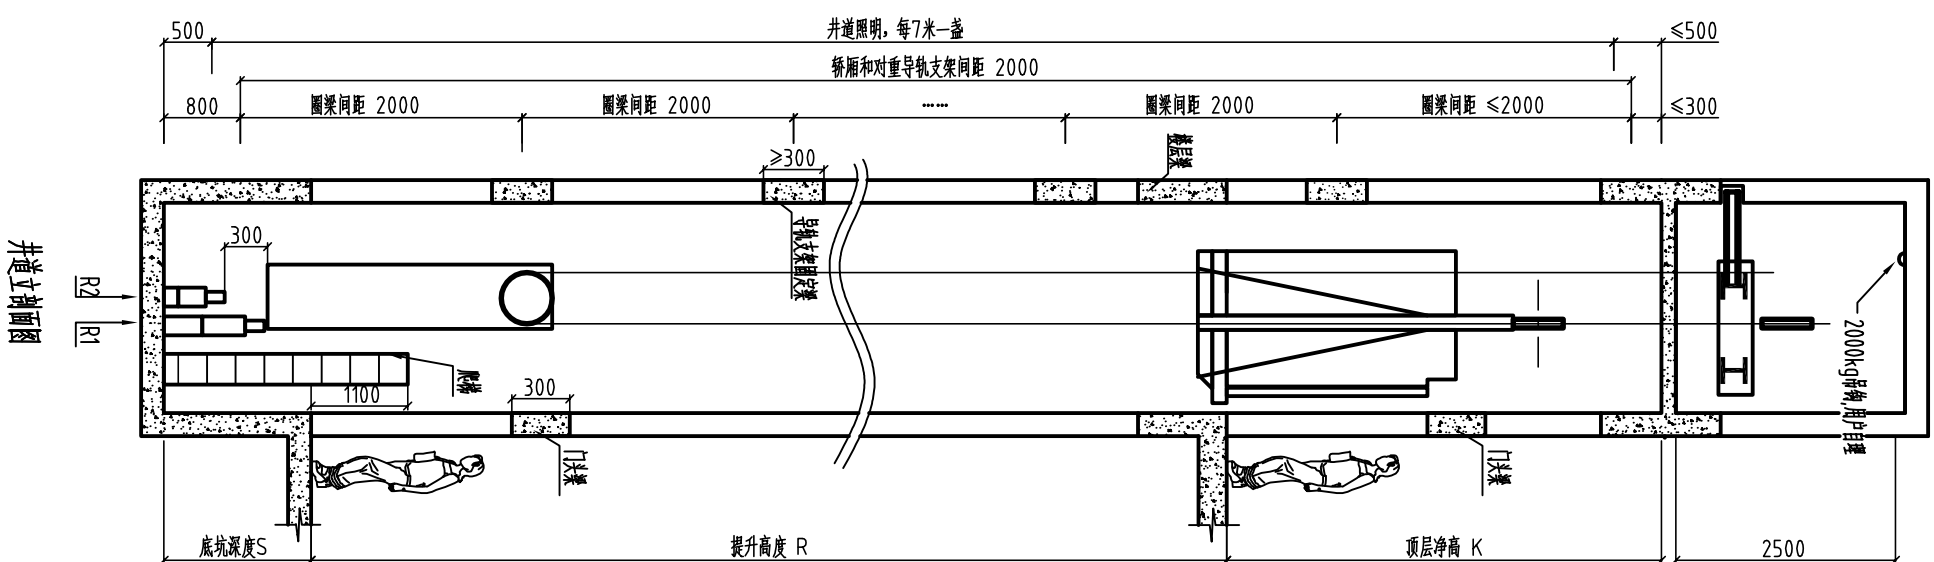 500
井道照明，每7米一盏
≤500
轿厢和对重导轨支架间距 2000
800
圈梁间距 2000
圈梁间距 2000
……
圈梁间距 2000
圈梁间距 ≤2000
≤300
≥300
楼层梁
导轨支架固定梁
300
井道立剖面图
R2
R1
2000kg吊钩,用户自理
爬梯
1100
300
门头梁
门头梁
底坑深度S
提升高度 R
顶层净高 K
2500